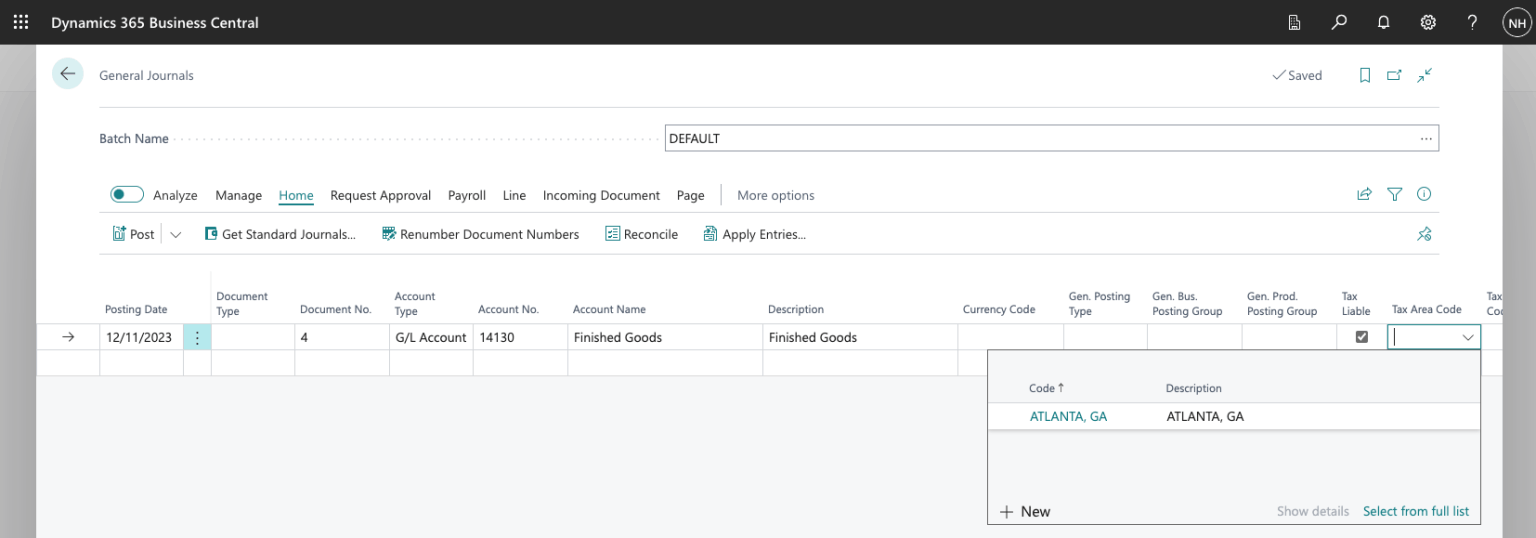 Dynamics 365 Business Central
NH
General Journals
Saved
Batch Name
DEFAULT
Analyze Manage Home Request Approval Payroll Line Incoming Document Page More options
Post Get Standard Journals... Renumber Document Numbers Reconcile Apply Entries...
Posting Date Document Type Document No. Account Type Account No. Account Name Description Currency Code Gen. Posting Type Gen. Bus. Posting Group Gen. Prod. Posting Group Tax Liable Tax Area Code Tax
12/11/2023 4 G/L Account 14130 Finished Goods Finished Goods
Code ↑ Description
ATLANTA, GA ATLANTA, GA
+ New Show details Select from full list